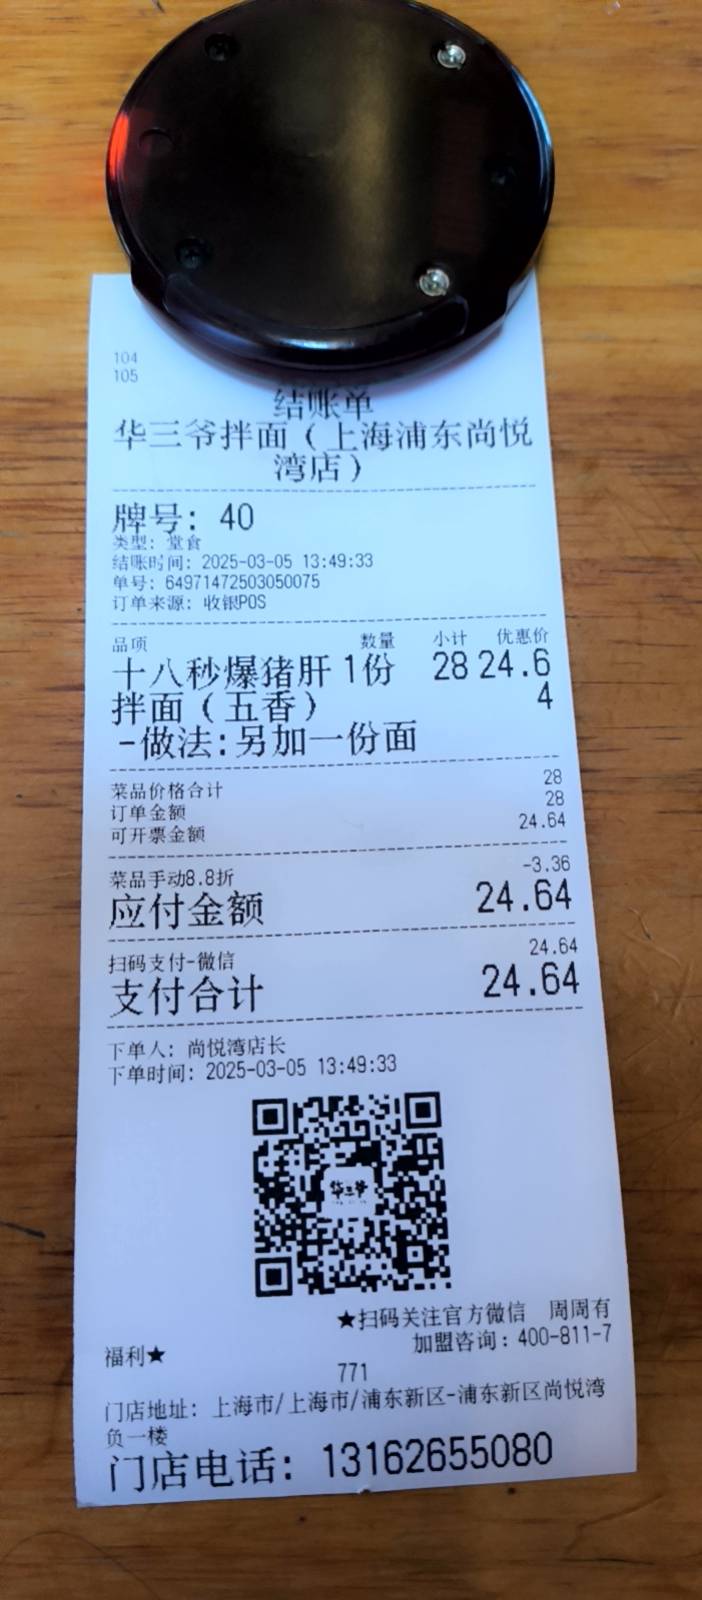 104
105
结账单
华三爷拌面（上海浦东尚悦
湾店）
牌号: 40
类型: 堂食
结账时间: 2025-03-05 13:49:33
单号: 64971472503050075
订单来源: 收银POS
品项 数量 小计 优惠价
十八秒爆猪肝 1份 28 24.6
拌面（五香） 4
-做法:另加一份面
菜品价格合计 28
订单金额 28
可开票金额 24.64
菜品手动8.8折 -3.36
应付金额 24.64
扫码支付-微信 24.64
支付合计 24.64
下单人: 尚悦湾店长
下单时间: 2025-03-05 13:49:33
华三爷
★扫码关注官方微信 周周有
福利★ 加盟咨询：400-811-7
771
门店地址: 上海市/上海市/浦东新区-浦东新区尚悦湾
负一楼
门店电话: 13162655080